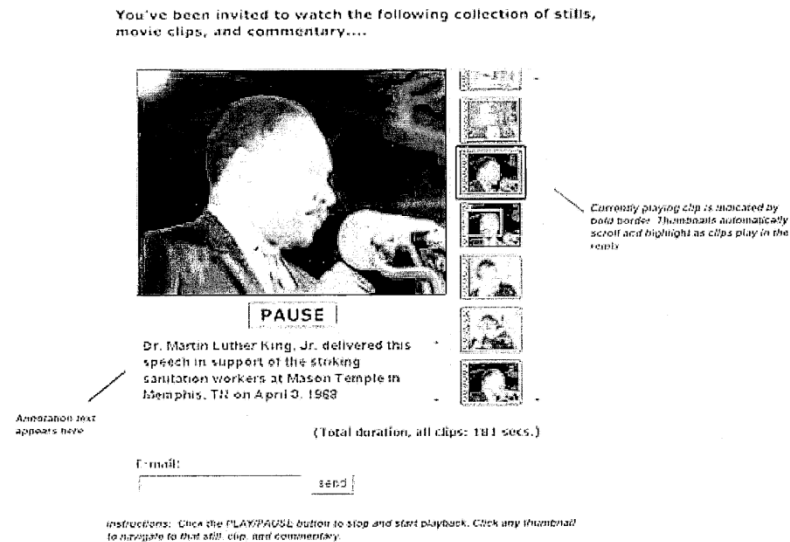 You've been invited to watch the following collection of stills,
movie clips, and commentary....
Currently playing clip is indicated by
bold border. Thumbnails automatically
scroll and highlight as clips play in the
remix
PAUSE
Dr. Martin Luther King, Jr. delivered this
speech in support of the striking
sanitation workers at Mason Temple in
Memphis, TN on April 3, 1968
Annotation text
appears here
(Total duration, all clips: 181 secs.)
E-mail:
send
Instructions: Click the PLAY/PAUSE button to stop and start playback. Click any thumbnail
to navigate to that still, clip, and commentary.